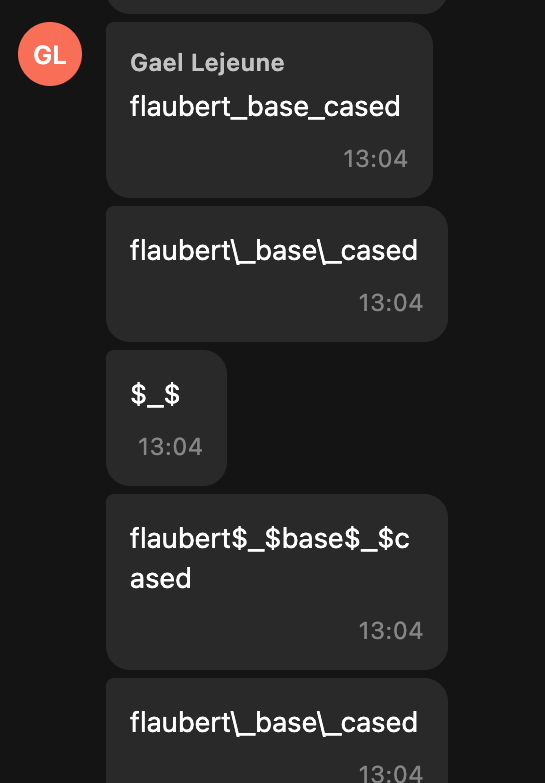 GL
Gael Lejeune
flaubert_base_cased
13:04
flaubert\_base\_cased
13:04
$_$
13:04
flaubert$_$base$_$c
ased
13:04
flaubert\_base\_cased
13:04